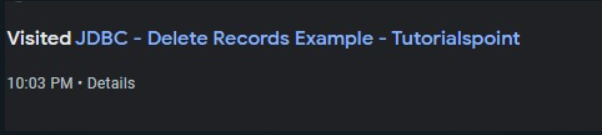 Visited JDBC - Delete Records Example - Tutorialspoint
10:03 PM • Details